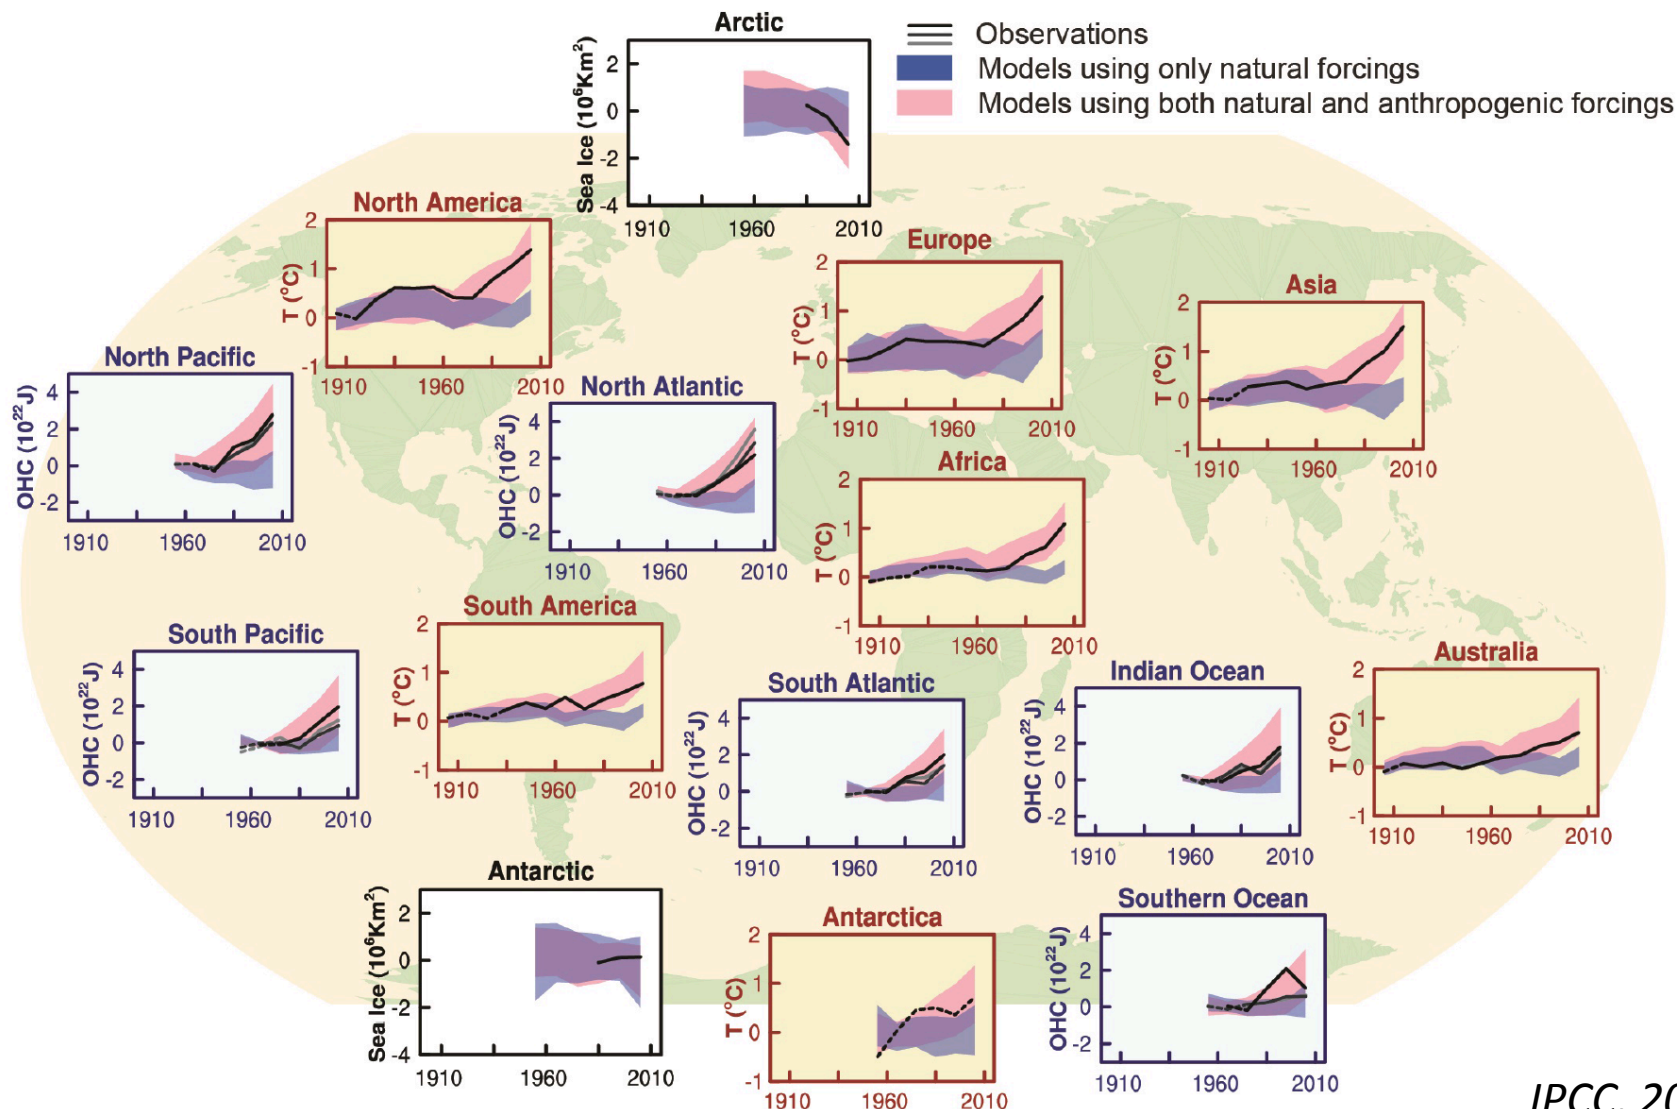 Arctic
Sea Ice (10⁶Km²)
2
0
-2
-4
1910 1960 2010
Observations
Models using only natural forcings
Models using both natural and anthropogenic forcings
North America
T (°C)
2
1
0
-1
1910 1960 2010
Europe
T (°C)
2
1
0
-1
1910 1960 2010
Asia
T (°C)
2
1
0
-1
1910 1960 2010
North Pacific
OHC (10²²J)
4
2
0
-2
1910 1960 2010
North Atlantic
OHC (10²²J)
4
2
0
-2
1910 1960 2010
Africa
T (°C)
2
1
0
-1
1910 1960 2010
South Pacific
OHC (10²²J)
4
2
0
-2
1910 1960 2010
South America
T (°C)
2
1
0
-1
1910 1960 2010
South Atlantic
OHC (10²²J)
4
2
0
-2
1910 1960 2010
Indian Ocean
OHC (10²²J)
4
2
0
-2
1910 1960 2010
Australia
T (°C)
2
1
0
-1
1910 1960 2010
Antarctic
Sea Ice (10⁶Km²)
2
0
-2
-4
1910 1960 2010
Antarctica
T (°C)
2
1
0
-1
1910 1960 2010
Southern Ocean
OHC (10²²J)
4
2
0
-2
1910 1960 2010
IPCC, 20